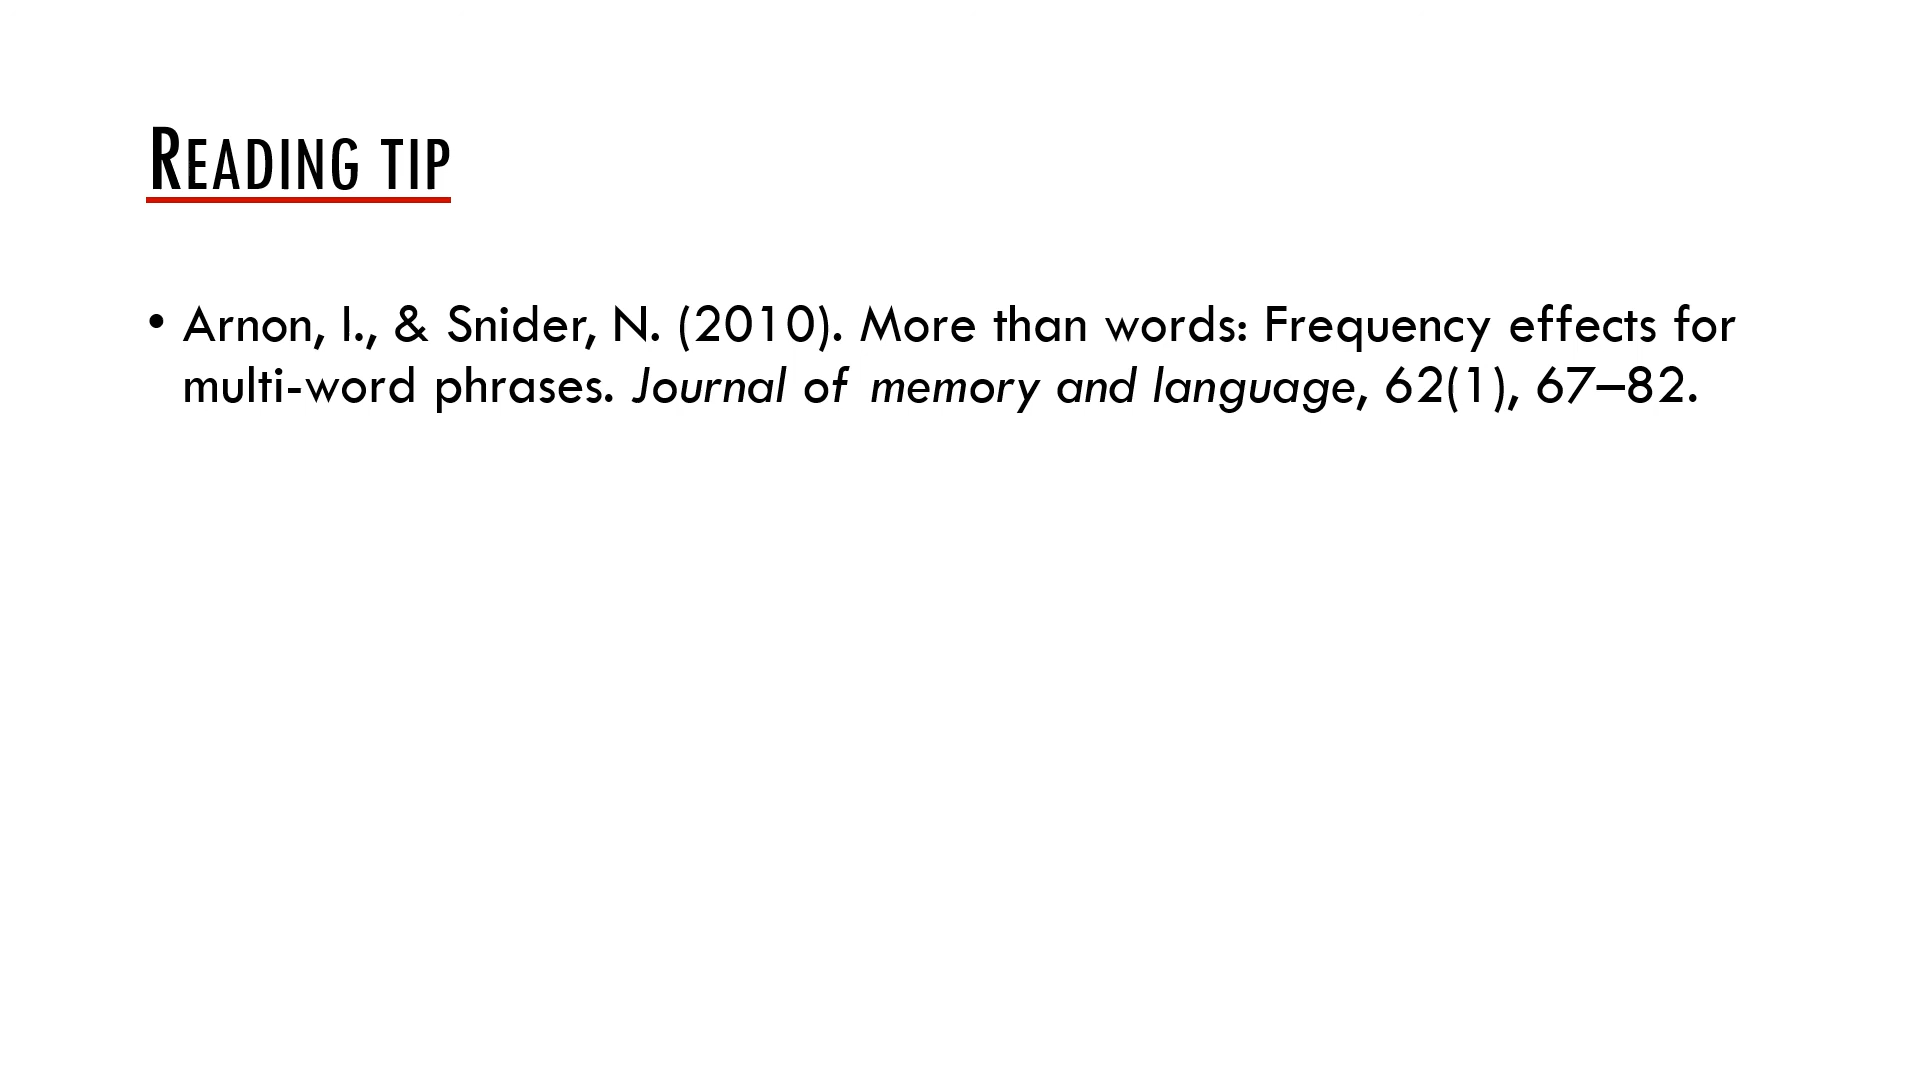 Reading tip
• Arnon, I., & Snider, N. (2010). More than words: Frequency effects for
multi-word phrases. Journal of memory and language, 62(1), 67–82.